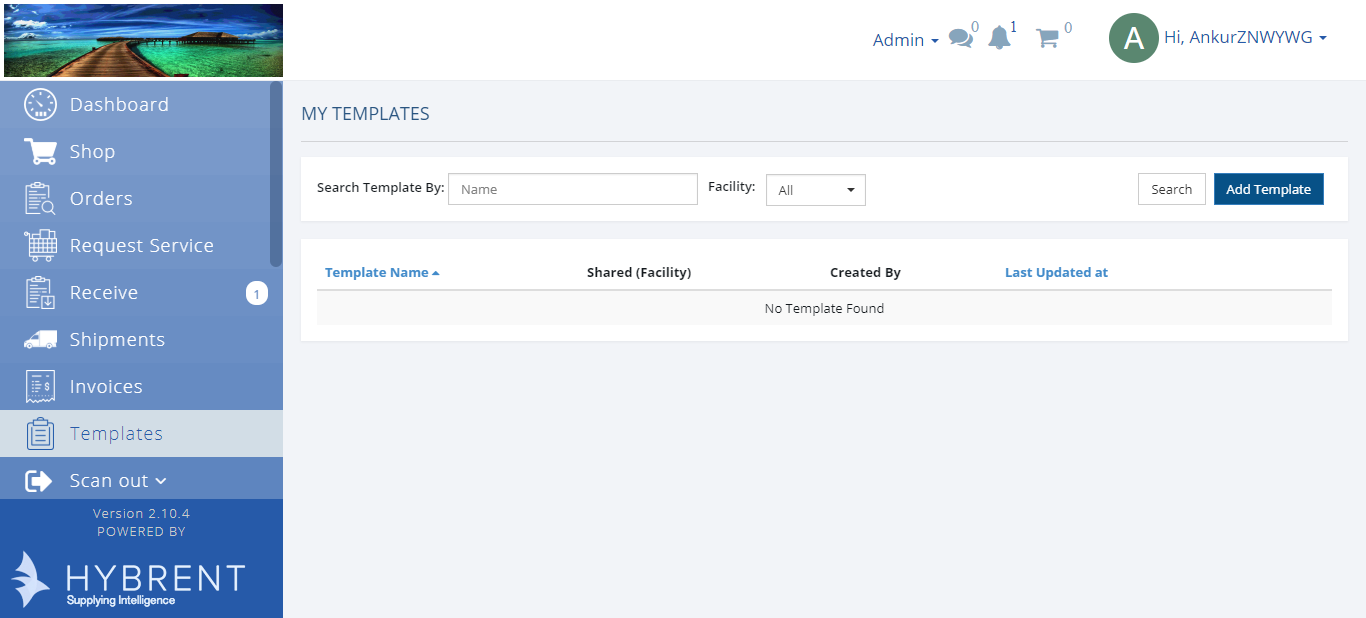 Admin 0 1 0 A Hi, AnkurZNWYWG
Dashboard
Shop
Orders
Request Service
Receive 1
Shipments
Invoices
Templates
Scan out
Version 2.10.4
POWERED BY
HYBRENT
Supplying Intelligence
MY TEMPLATES
Search Template By: Name Facility: All Search Add Template
Template Name Shared (Facility) Created By Last Updated at
No Template Found